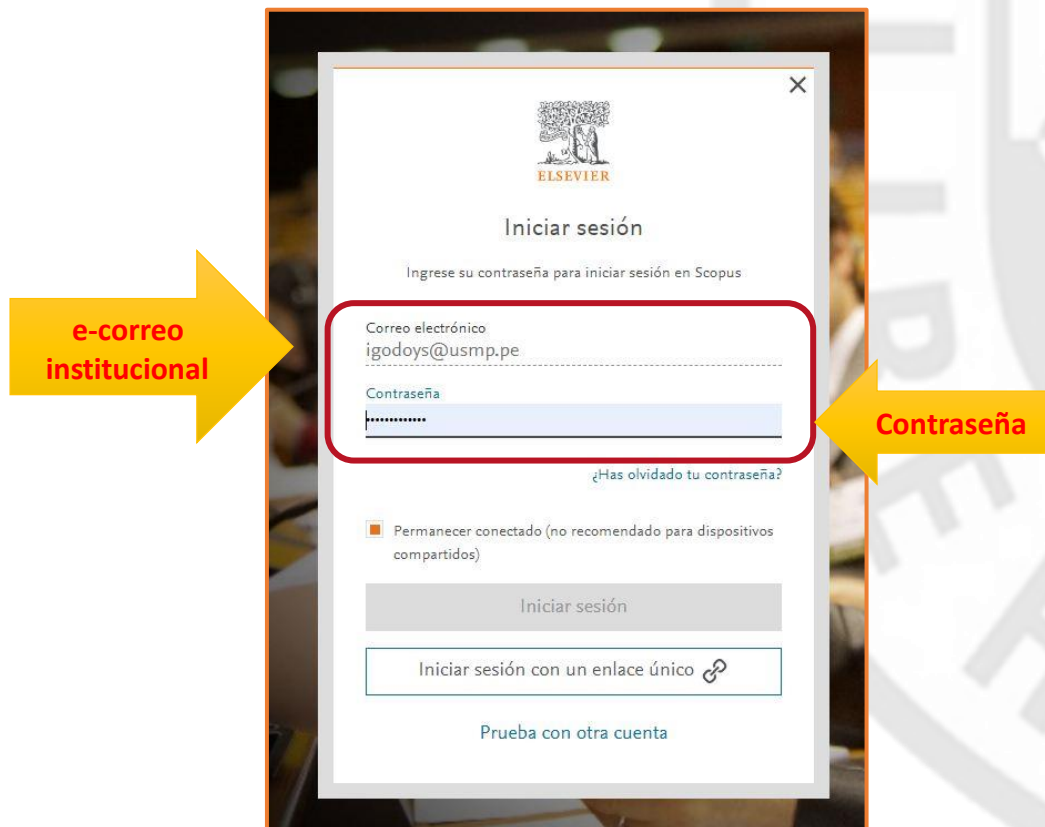 ELSEVIER
Iniciar sesión
Ingrese su contraseña para iniciar sesión en Scopus
e-correo
institucional
Correo electrónico
igodoys@usmp.pe
Contraseña
•••••••••••••
Contraseña
¿Has olvidado tu contraseña?
Permanecer conectado (no recomendado para dispositivos
compartidos)
Iniciar sesión
Iniciar sesión con un enlace único
Prueba con otra cuenta